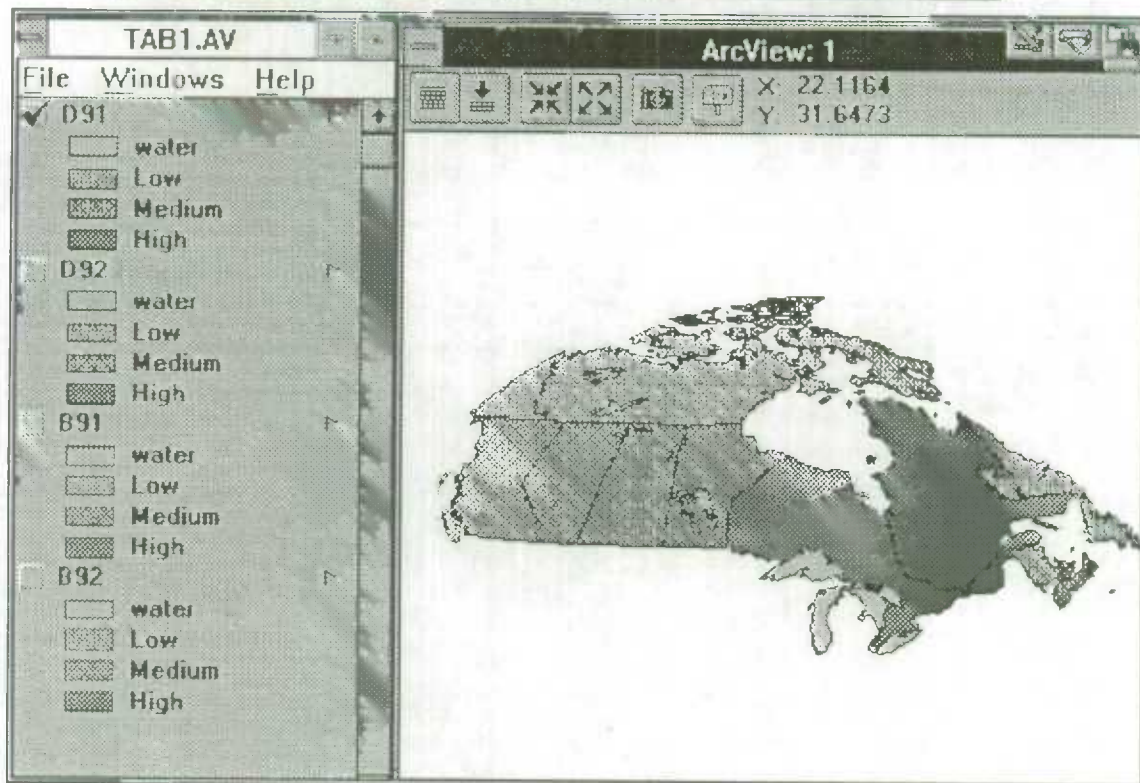 TAB1.AV
File Windows Help
D91
water
Low
Medium
High
D92
water
Low
Medium
High
B91
water
Low
Medium
High
B92
water
Low
Medium
High
ArcView: 1
X: 22.1164
Y: 31.6473